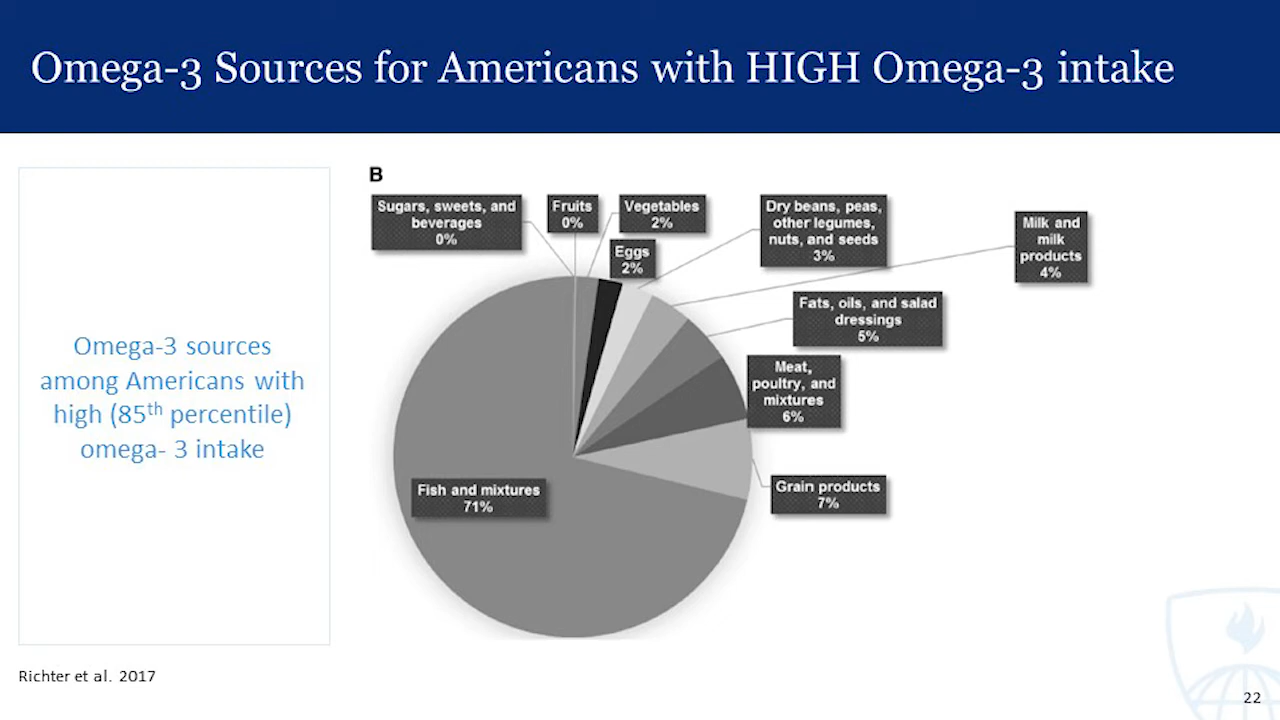 Omega-3 Sources for Americans with HIGH Omega-3 intake
Omega-3 sources
among Americans with
high (85th percentile)
omega- 3 intake
B
Sugars, sweets, and
beverages
0%
Fruits
0%
Vegetables
2%
Eggs
2%
Dry beans, peas,
other legumes,
nuts, and seeds
3%
Milk and
milk
products
4%
Fats, oils, and salad
dressings
5%
Meat,
poultry, and
mixtures
6%
Grain products
7%
Fish and mixtures
71%
Richter et al. 2017
22